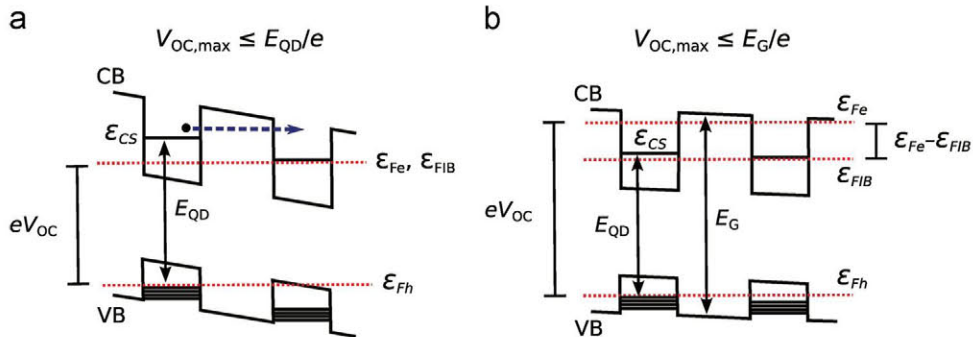 a
V_OC,max ≤ E_QD/e
CB
ε_CS
ε_Fe, ε_FIB
E_QD
eV_OC
ε_Fh
VB
b
V_OC,max ≤ E_G/e
CB
ε_Fe
ε_CS
ε_Fe–ε_FIB
ε_FIB
eV_OC
E_QD
E_G
ε_Fh
VB